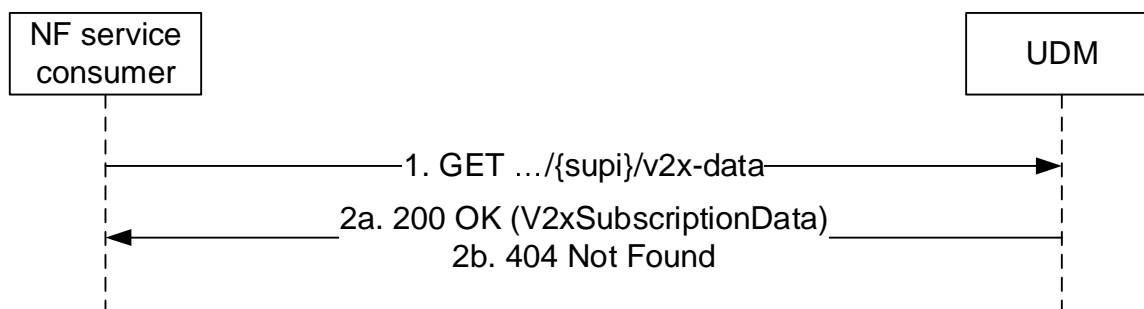 NF service
consumer
UDM
1. GET …/{supi}/v2x-data
2a. 200 OK (V2xSubscriptionData)
2b. 404 Not Found